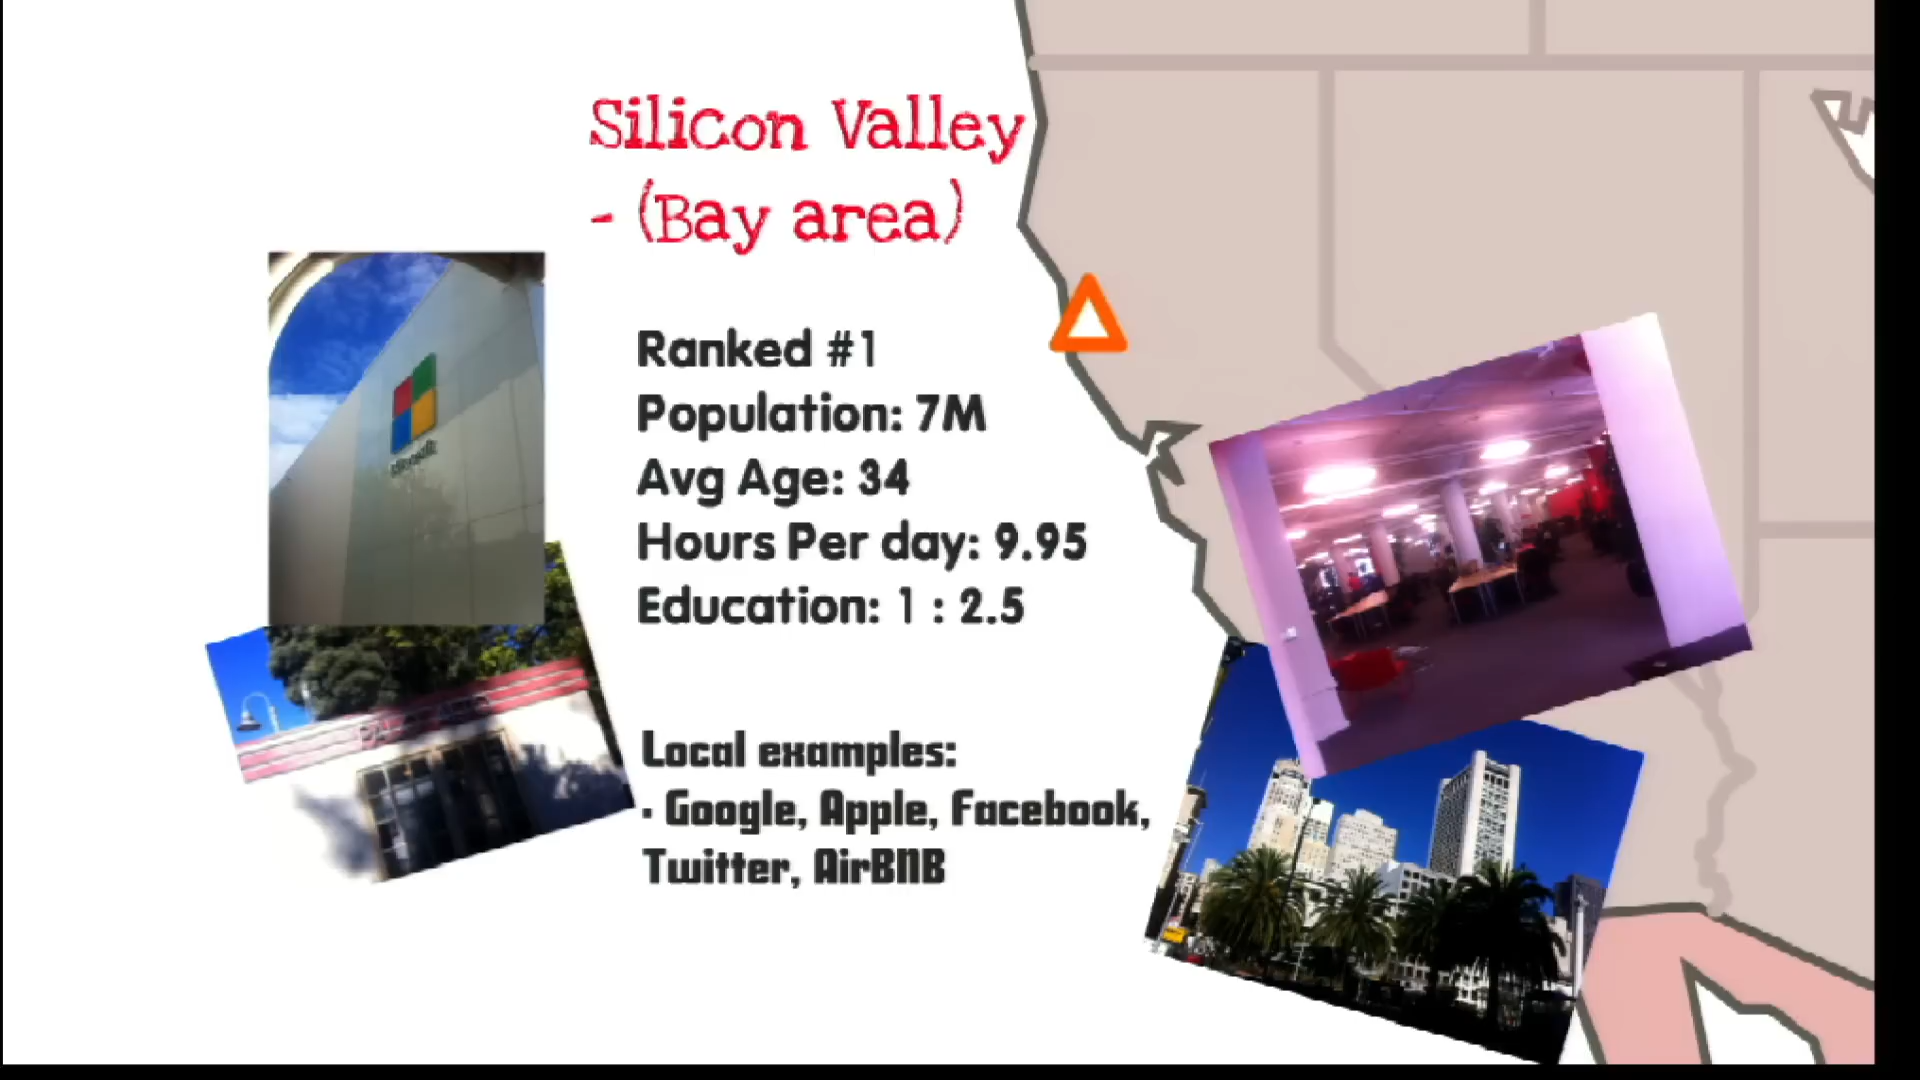 Silicon Valley
- (Bay area)
Ranked #1
Population: 7M
Avg Age: 34
Hours Per day: 9.95
Education: 1 : 2.5
Local examples:
· Google, Apple, Facebook,
Twitter, AirBNB